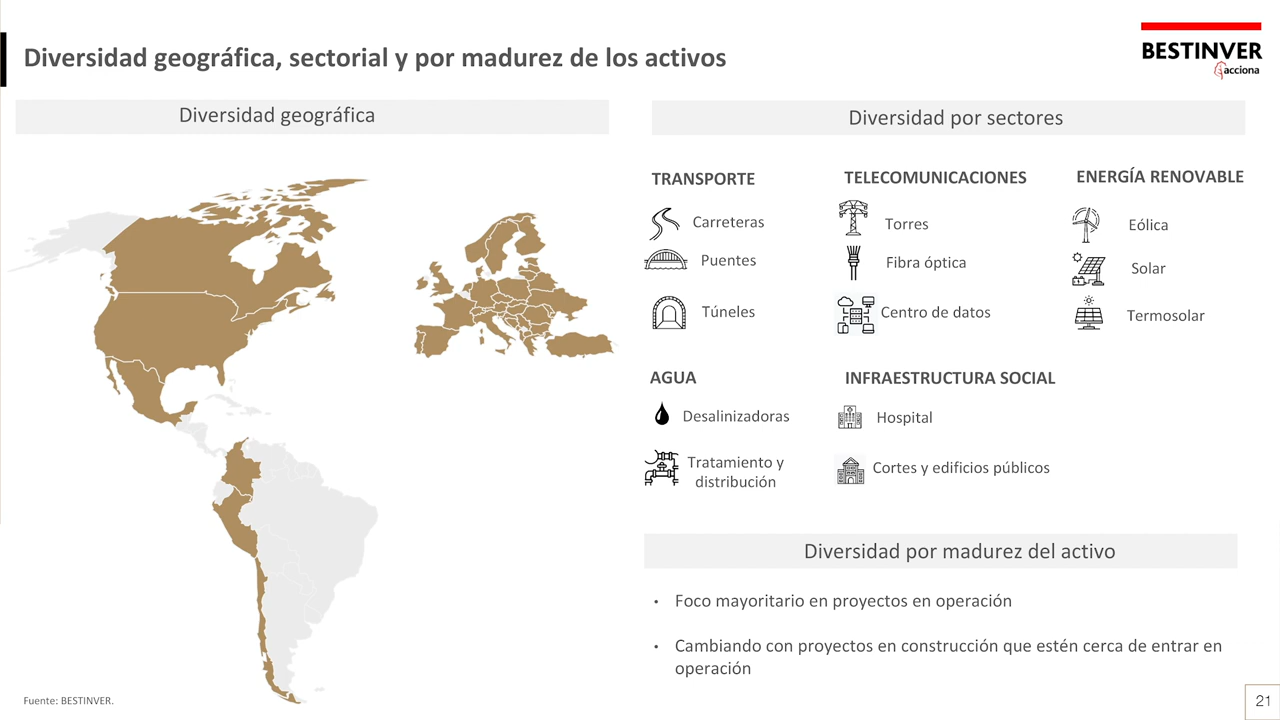 Diversidad geográfica, sectorial y por madurez de los activos
BESTINVER
acciona
Diversidad geográfica
Diversidad por sectores
TRANSPORTE
Carreteras
Puentes
Túneles
TELECOMUNICACIONES
Torres
Fibra óptica
Centro de datos
ENERGÍA RENOVABLE
Eólica
Solar
Termosolar
AGUA
Desalinizadoras
Tratamiento y
distribución
INFRAESTRUCTURA SOCIAL
Hospital
Cortes y edificios públicos
Diversidad por madurez del activo
• Foco mayoritario en proyectos en operación
• Cambiando con proyectos en construcción que estén cerca de entrar en
operación
Fuente: BESTINVER.
21